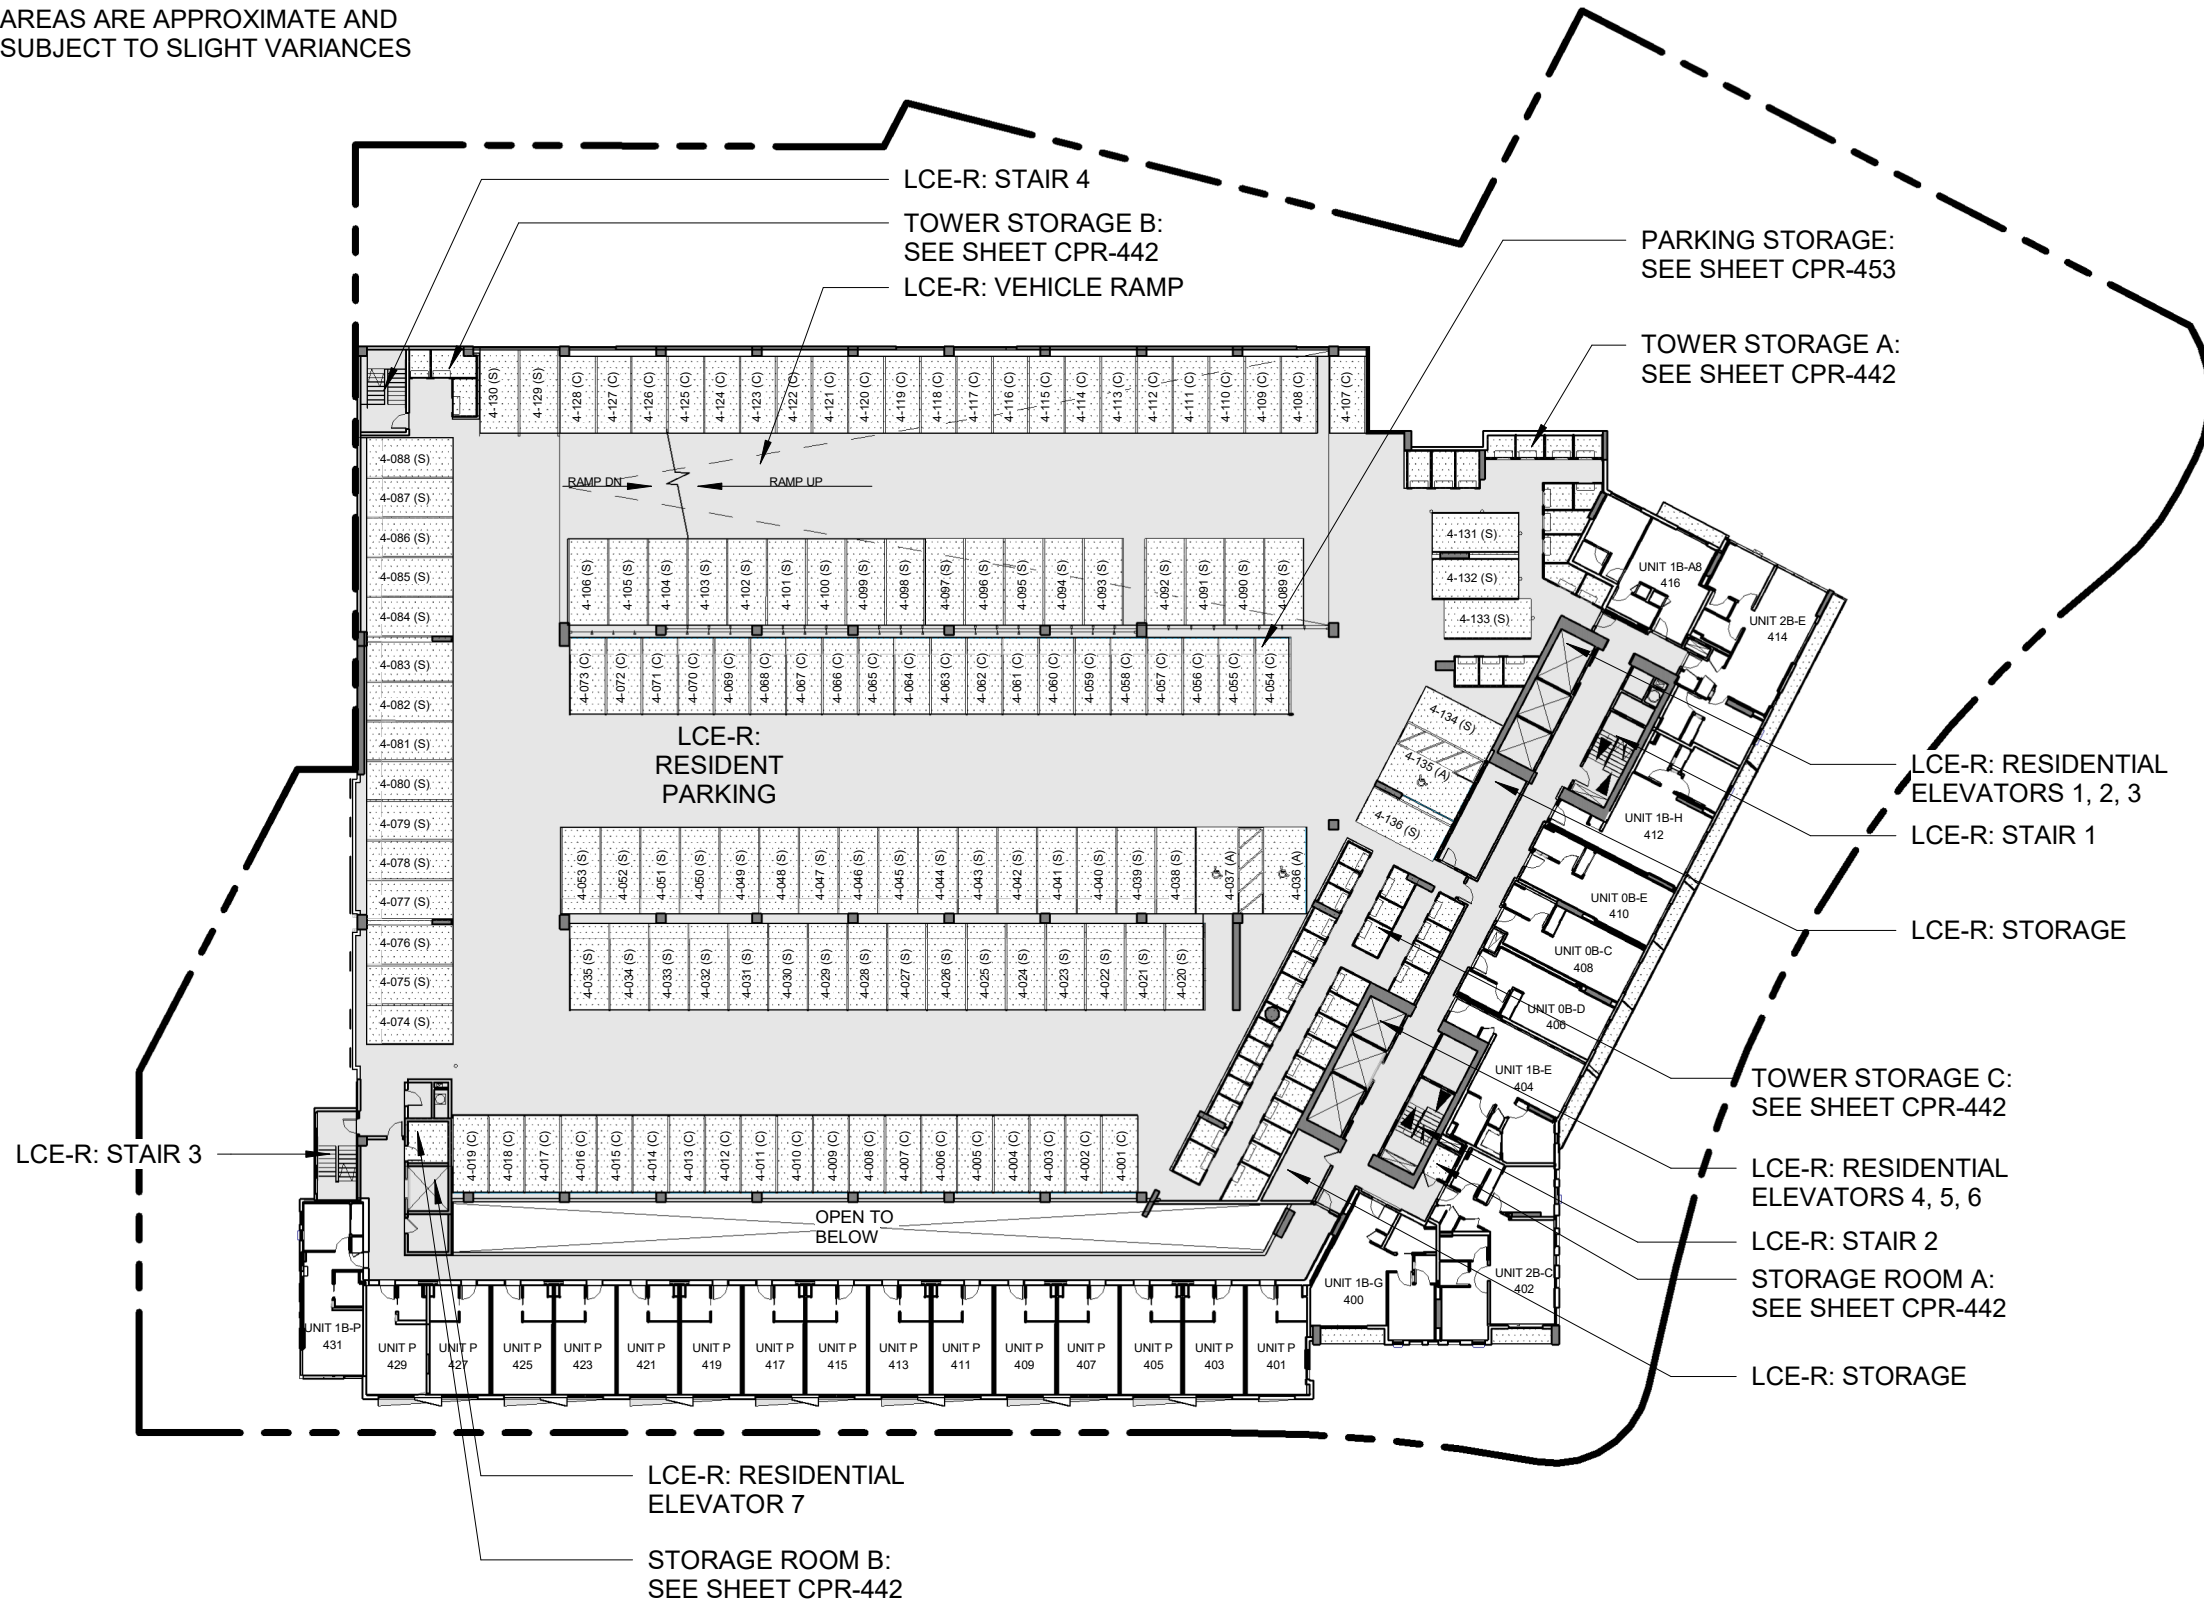 AREAS ARE APPROXIMATE AND
SUBJECT TO SLIGHT VARIANCES
LCE-R: STAIR 4
TOWER STORAGE B:
SEE SHEET CPR-442
LCE-R: VEHICLE RAMP
PARKING STORAGE:
SEE SHEET CPR-453
TOWER STORAGE A:
SEE SHEET CPR-442
4-130 (S)
4-129 (S)
4-128 (C)
4-127 (C)
4-126 (C)
4-125 (C)
4-124 (C)
4-123 (C)
4-122 (C)
4-121 (C)
4-120 (C)
4-119 (C)
4-118 (C)
4-117 (C)
4-116 (C)
4-115 (C)
4-114 (C)
4-113 (C)
4-112 (C)
4-111 (C)
4-110 (C)
4-109 (C)
4-108 (C)
4-107 (C)
4-088 (S)
4-087 (S)
4-086 (S)
4-085 (S)
4-084 (S)
4-083 (S)
4-082 (S)
4-081 (S)
4-080 (S)
4-079 (S)
4-078 (S)
4-077 (S)
4-076 (S)
4-075 (S)
4-074 (S)
RAMP DN
RAMP UP
4-106 (S)
4-105 (S)
4-104 (S)
4-103 (S)
4-102 (S)
4-101 (S)
4-100 (S)
4-099 (S)
4-098 (S)
4-097 (S)
4-096 (S)
4-095 (S)
4-094 (S)
4-093 (S)
4-092 (S)
4-091 (S)
4-090 (S)
4-089 (S)
4-131 (S)
4-132 (S)
4-133 (S)
4-073 (C)
4-072 (C)
4-071 (C)
4-070 (C)
4-069 (C)
4-068 (C)
4-067 (C)
4-066 (C)
4-065 (C)
4-064 (C)
4-063 (C)
4-062 (C)
4-061 (C)
4-060 (C)
4-059 (C)
4-058 (C)
4-057 (C)
4-056 (C)
4-055 (C)
4-054 (C)
4-134 (S)
4-135 (A)
4-136 (S)
LCE-R:
RESIDENT
PARKING
4-053 (S)
4-052 (S)
4-051 (S)
4-050 (S)
4-049 (S)
4-048 (S)
4-047 (S)
4-046 (S)
4-045 (S)
4-044 (S)
4-043 (S)
4-042 (S)
4-041 (S)
4-040 (S)
4-039 (S)
4-038 (S)
4-037 (A)
4-036 (A)
4-035 (S)
4-034 (S)
4-033 (S)
4-032 (S)
4-031 (S)
4-030 (S)
4-029 (S)
4-028 (S)
4-027 (S)
4-026 (S)
4-025 (S)
4-024 (S)
4-023 (S)
4-022 (S)
4-021 (S)
4-020 (S)
4-019 (C)
4-018 (C)
4-017 (C)
4-016 (C)
4-015 (C)
4-014 (C)
4-013 (C)
4-012 (C)
4-011 (C)
4-010 (C)
4-009 (C)
4-008 (C)
4-007 (C)
4-006 (C)
4-005 (C)
4-004 (C)
4-003 (C)
4-002 (C)
4-001 (C)
UNIT 1B-A8
416
UNIT 2B-E
414
UNIT 1B-H
412
UNIT 0B-E
410
UNIT 0B-C
408
UNIT 0B-D
406
UNIT 1B-E
404
UNIT 2B-C
402
UNIT 1B-G
400
LCE-R: RESIDENTIAL
ELEVATORS 1, 2, 3
LCE-R: STAIR 1
LCE-R: STORAGE
TOWER STORAGE C:
SEE SHEET CPR-442
LCE-R: RESIDENTIAL
ELEVATORS 4, 5, 6
LCE-R: STAIR 2
STORAGE ROOM A:
SEE SHEET CPR-442
LCE-R: STORAGE
LCE-R: STAIR 3
OPEN TO
BELOW
UNIT 1B-P
431
UNIT P
429
UNIT P
427
UNIT P
425
UNIT P
423
UNIT P
421
UNIT P
419
UNIT P
417
UNIT P
415
UNIT P
413
UNIT P
411
UNIT P
409
UNIT P
407
UNIT P
405
UNIT P
403
UNIT P
401
LCE-R: RESIDENTIAL
ELEVATOR 7
STORAGE ROOM B:
SEE SHEET CPR-442